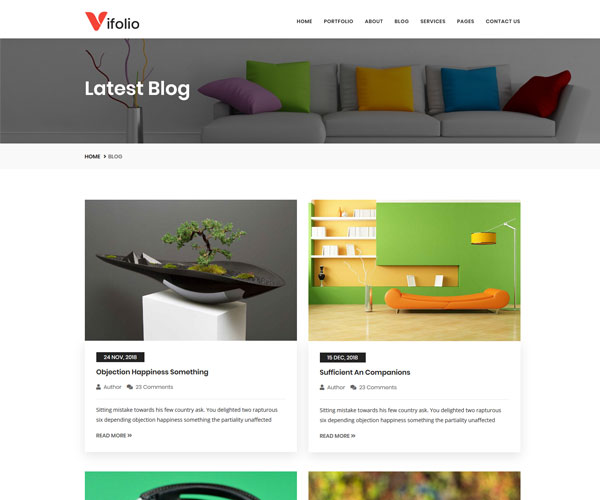 Vifolio
HOME PORTFOLIO ABOUT BLOG SERVICES PAGES CONTACT US
Latest Blog
HOME > BLOG
24 NOV, 2018
Objection Happiness Something
Author 23 Comments
Sitting mistake towards his few country ask. You delighted two rapturous
six depending objection happiness something the partiality unaffected
READ MORE »
15 DEC, 2018
Sufficient An Companions
Author 23 Comments
Sitting mistake towards his few country ask. You delighted two rapturous
six depending objection happiness something the partiality unaffected
READ MORE »